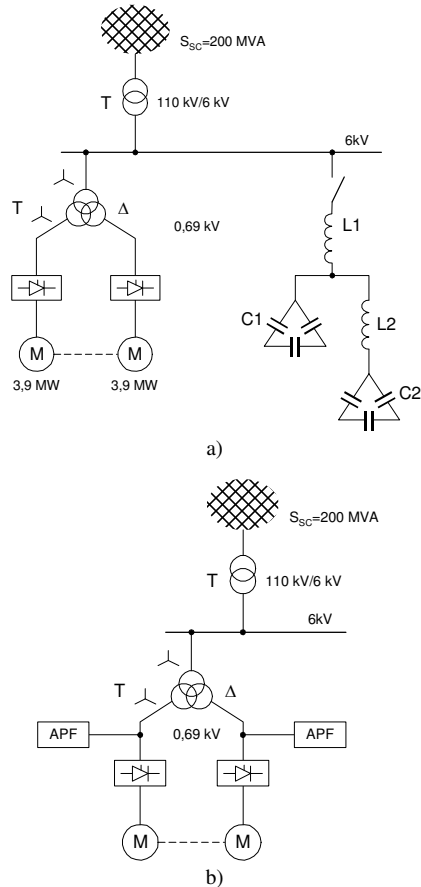 S_SC=200 MVA
T 110 kV/6 kV
6kV
T Δ
0,69 kV
L1
C1
L2
M M
3,9 MW 3,9 MW
C2
a)
S_SC=200 MVA
T 110 kV/6 kV
6kV
T Δ
APF 0,69 kV APF
M M
b)